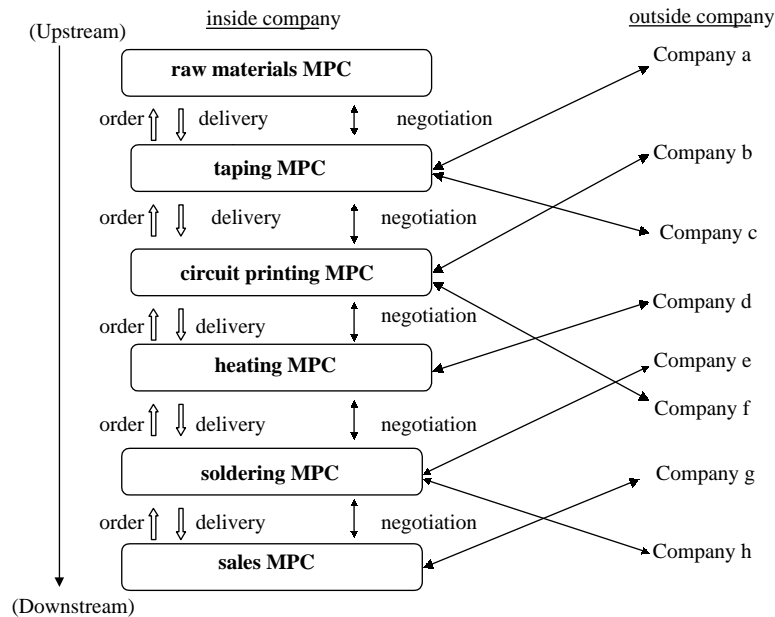 inside company
outside company
(Upstream)
raw materials MPC
Company a
order
delivery
negotiation
Company b
taping MPC
order
delivery
negotiation
Company c
circuit printing MPC
Company d
order
delivery
negotiation
heating MPC
Company e
Company f
order
delivery
negotiation
soldering MPC
Company g
order
delivery
negotiation
Company h
sales MPC
(Downstream)